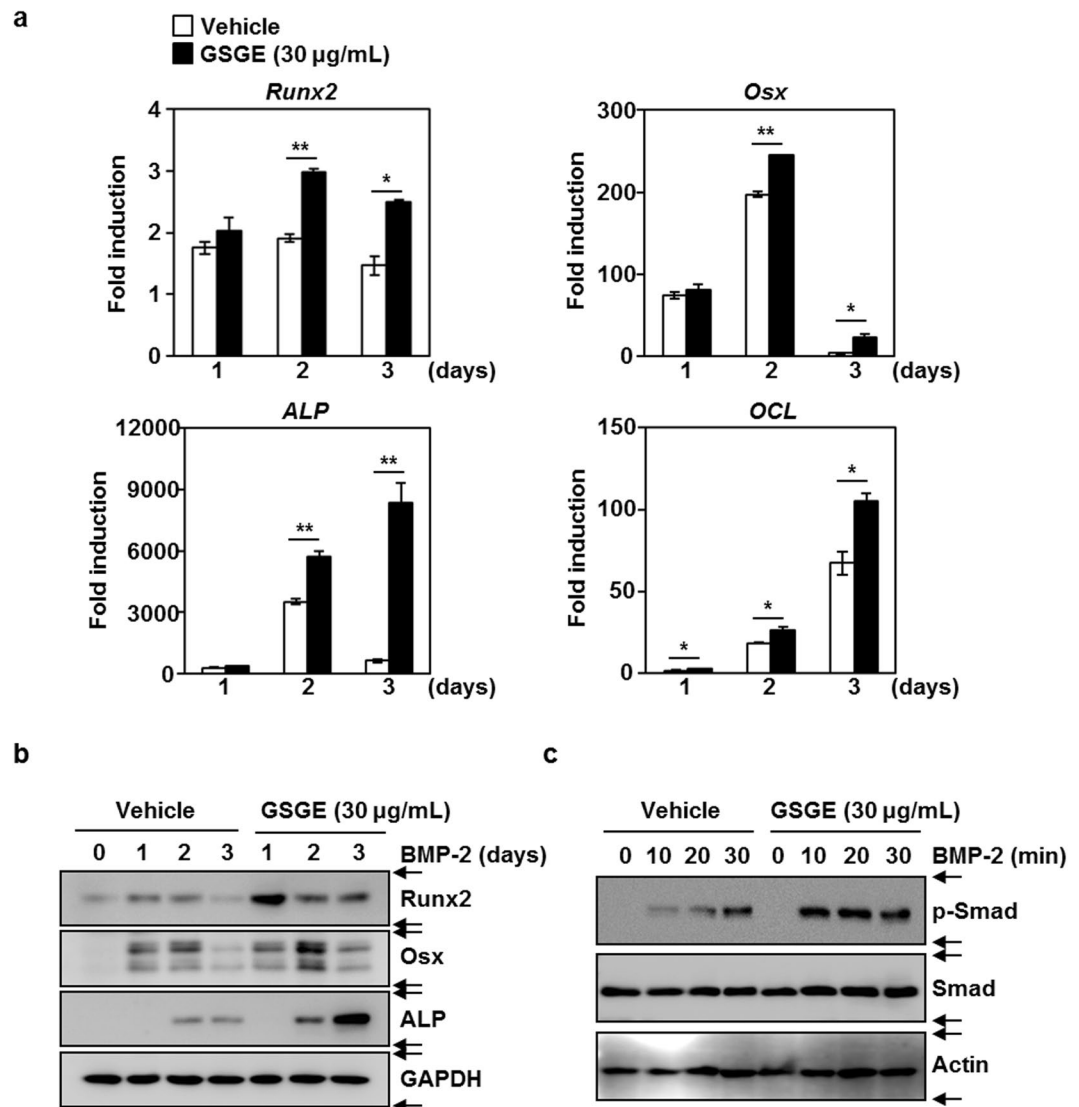 a
Vehicle
GSGE (30 µg/mL)
Runx2
Fold induction
4
3
2
1
0
**
*
1 2 3 (days)
Osx
Fold induction
300
200
100
0
**
*
1 2 3 (days)
ALP
Fold induction
12000
9000
6000
3000
0
**
**
1 2 3 (days)
OCL
Fold induction
150
100
50
0
*
*
*
1 2 3 (days)
b
Vehicle GSGE (30 µg/mL)
0 1 2 3 1 2 3 BMP-2 (days)
Runx2
Osx
ALP
GAPDH
c
Vehicle GSGE (30 µg/mL)
0 10 20 30 0 10 20 30 BMP-2 (min)
p-Smad
Smad
Actin